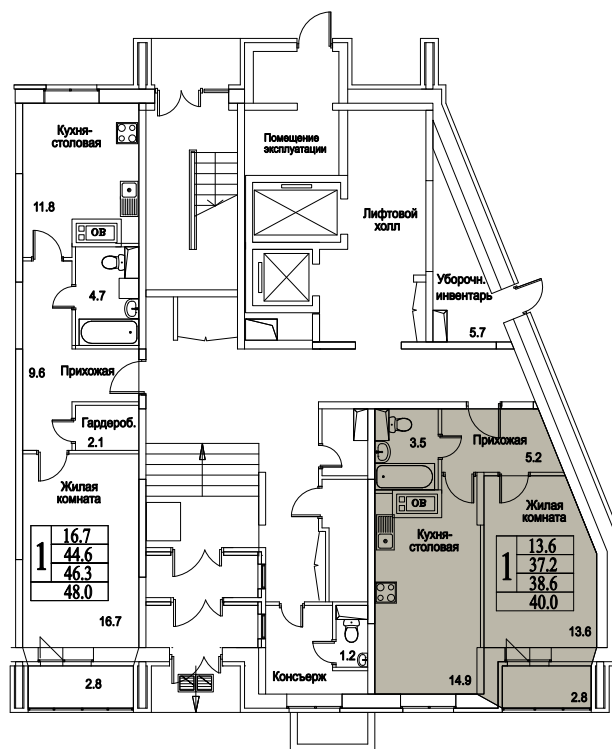 Помещение
эксплуатации
Кухня-
столовая
11.8
ОВ
Лифтовой
холл
4.7
Уборочн.
инвентарь
5.7
9.6
Прихожая
Гардероб.
2.1
3.5
Прихожая
5.2
Жилая
комната
1
16.7
44.6
46.3
48.0
16.7
ОВ
Кухня-
столовая
Жилая
комната
1
13.6
37.2
38.6
40.0
13.6
1.2
Консъерж
14.9
2.8
2.8